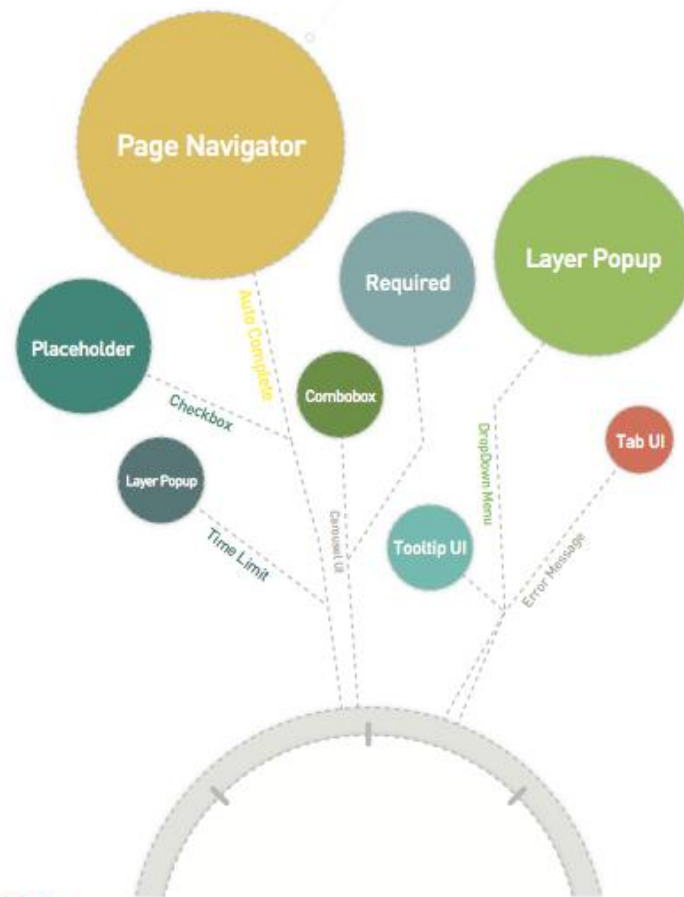 Page Navigator
Layer Popup
Required
Auto Complete
Placeholder
Combobox
Checkbox
Tab UI
DropDown Menu
Layer Popup
Carousel UI
Tooltip UI
Time Limit
Error Message